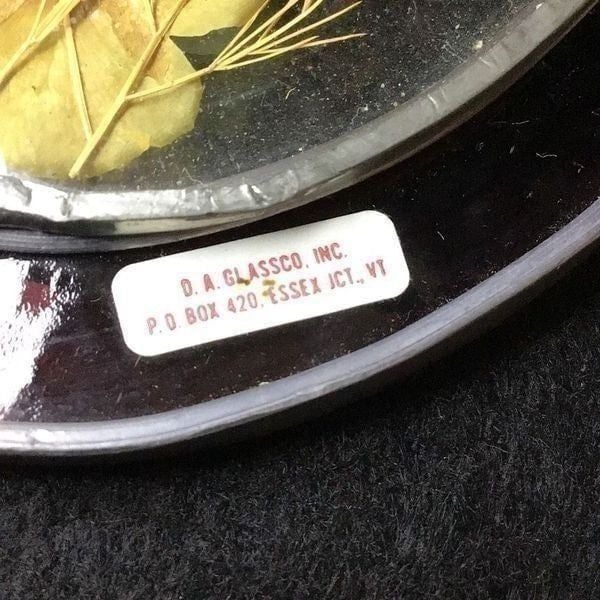 D. A. GLASSCO, INC.
P.O. BOX 420, ESSEX JCT., VT